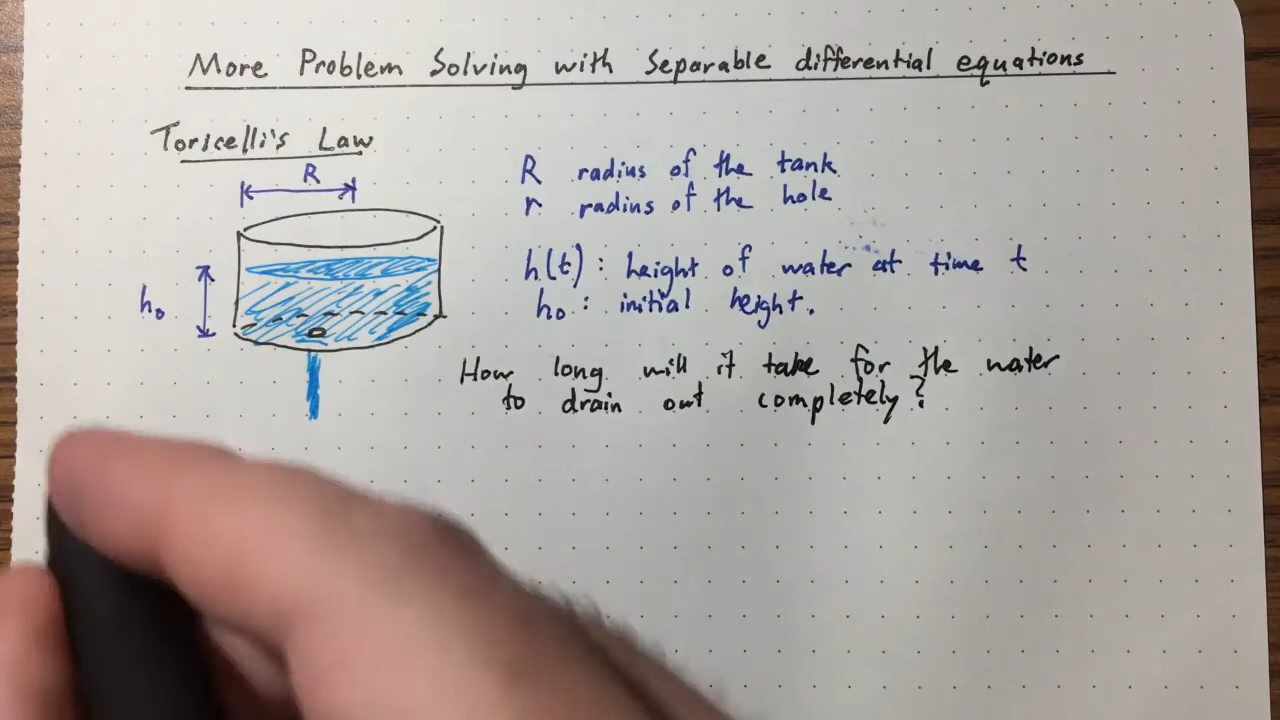 More Problem Solving with Separable differential equations
Toricelli's Law
R
R radius of the tank
r radius of the hole
h(t): height of water at time t
h₀
h₀: initial height.
How long will it take for the water
to drain out completely?